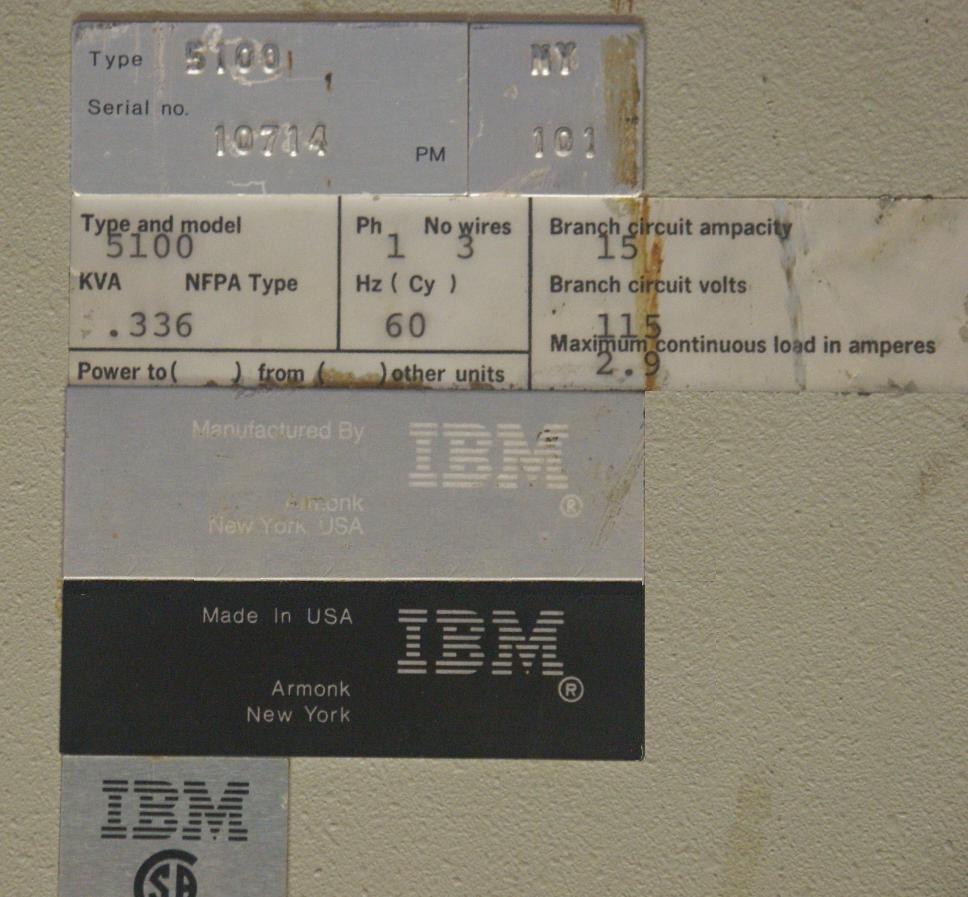 Type 5100 MY
Serial no.
10714 PM 101
Type and model Ph No wires Branch circuit ampacity
5100 1 3 15
KVA NFPA Type Hz ( Cy ) Branch circuit volts
.336 60 115
Maximum continuous load in amperes
2.9
Power to ( ) from ( ) other units
Manufactured By IBM
®
Armonk
New York USA
Made In USA IBM
®
Armonk
New York
IBM
SA